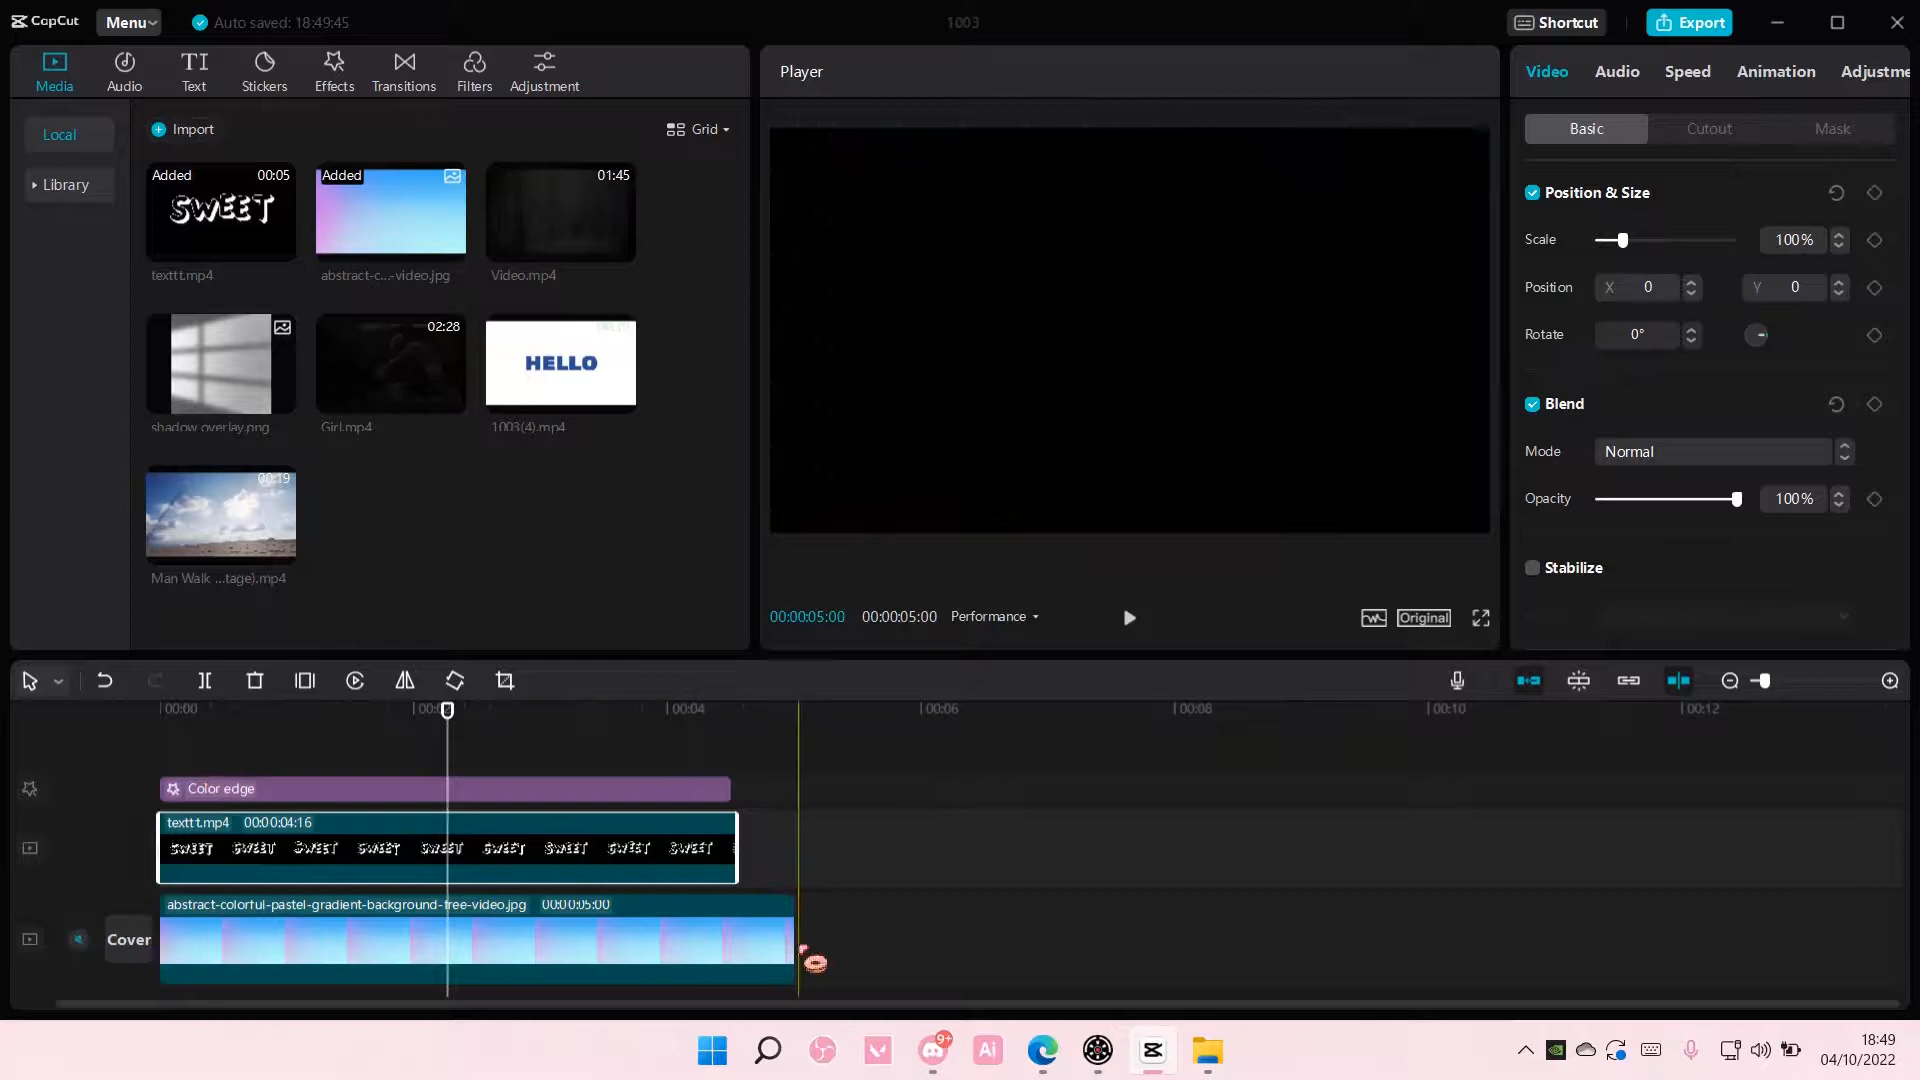 CapCut
Menu
Auto saved: 18:49:45
1003
Shortcut
Export
Media
Audio
Text
Stickers
Effects
Transitions
Filters
Adjustment
Local
Library
Import
Grid
Added 00:05
SWEET
texttt.mp4
Added
abstract-c...-video.jpg
01:45
Video.mp4
shadow overlay.png
02:28
Girl.mp4
HELLO
1003(4).mp4
00:19
Man Walk ...tage).mp4
Player
00:00:05:00
00:00:05:00
Performance
Original
Video
Audio
Speed
Animation
Adjustme
Basic
Cutout
Mask
Position & Size
Scale
100%
Position
X 0
Y 0
Rotate
0°
Blend
Mode
Normal
Opacity
100%
Stabilize
00:00
00:04
00:06
00:08
00:10
00:12
Color edge
texttt.mp4 00:00:04:16
SWEET SWEET SWEET SWEET SWEET SWEET SWEET SWEET SWEET
abstract-colorful-pastel-gradient-background-free-video.jpg 00:00:05:00
Cover
9+
Ai
18:49
04/10/2022